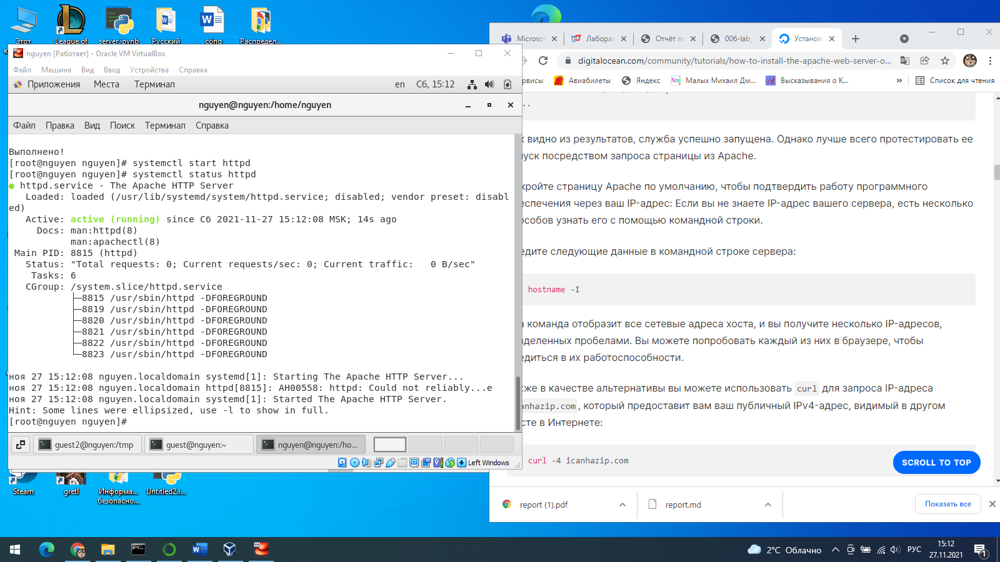 Этот
League of
server.ipynb
Русский
công
Распредел...
nguyen [Работает] - Oracle VM VirtualBox
Файл Машина Вид Ввод Устройства Справка
Приложения Места Терминал en Сб, 15:12
nguyen@nguyen:/home/nguyen
Файл Правка Вид Поиск Терминал Справка
Выполнено!
[root@nguyen nguyen]# systemctl start httpd
[root@nguyen nguyen]# systemctl status httpd
● httpd.service - The Apache HTTP Server
Loaded: loaded (/usr/lib/systemd/system/httpd.service; disabled; vendor preset: disabl
ed)
Active: active (running) since Сб 2021-11-27 15:12:08 MSK; 14s ago
Docs: man:httpd(8)
man:apachectl(8)
Main PID: 8815 (httpd)
Status: "Total requests: 0; Current requests/sec: 0; Current traffic:   0 B/sec"
Tasks: 6
CGroup: /system.slice/httpd.service
├─8815 /usr/sbin/httpd -DFOREGROUND
├─8819 /usr/sbin/httpd -DFOREGROUND
├─8820 /usr/sbin/httpd -DFOREGROUND
├─8821 /usr/sbin/httpd -DFOREGROUND
├─8822 /usr/sbin/httpd -DFOREGROUND
└─8823 /usr/sbin/httpd -DFOREGROUND
ноя 27 15:12:08 nguyen.localdomain systemd[1]: Starting The Apache HTTP Server...
ноя 27 15:12:08 nguyen.localdomain httpd[8815]: AH00558: httpd: Could not reliably...e
ноя 27 15:12:08 nguyen.localdomain systemd[1]: Started The Apache HTTP Server.
Hint: Some lines were ellipsized, use -l to show in full.
[root@nguyen nguyen]#
guest2@nguyen:/tmp guest@nguyen:~ nguyen@nguyen:/ho...
Left Windows
Steam
gretl
Информа...
безопасно...
Untitled2.i...
Microsof Лаборат Отчёт по 006-lab_ Установк
digitalocean.com/community/tutorials/how-to-install-the-apache-web-server-o...
рвисы Авиабилеты Яндекс Малых Михаил Дм... Высказывания о К... » Список для чтения
..
к видно из результатов, служба успешно запущена. Однако лучше всего протестировать ее
уск посредством запроса страницы из Apache.
кройте страницу Apache по умолчанию, чтобы подтвердить работу программного
еспечения через ваш IP-адрес: Если вы не знаете IP-адрес вашего сервера, есть несколько
особов узнать его с помощью командной строки.
едите следующие данные в командной строке сервера:
hostname -I
а команда отобразит все сетевые адреса хоста, и вы получите несколько IP-адресов,
зделенных пробелами. Вы можете попробовать каждый из них в браузере, чтобы
едиться в их работоспособности.
кже в качестве альтернативы вы можете использовать curl для запроса IP-адреса
anhazip.com, который предоставит вам ваш публичный IPv4-адрес, видимый в другом
сте в Интернете:
curl -4 icanhazip.com
SCROLL TO TOP
report (1).pdf report.md Показать все
2°C Облачно РУС 15:12
27.11.2021
1